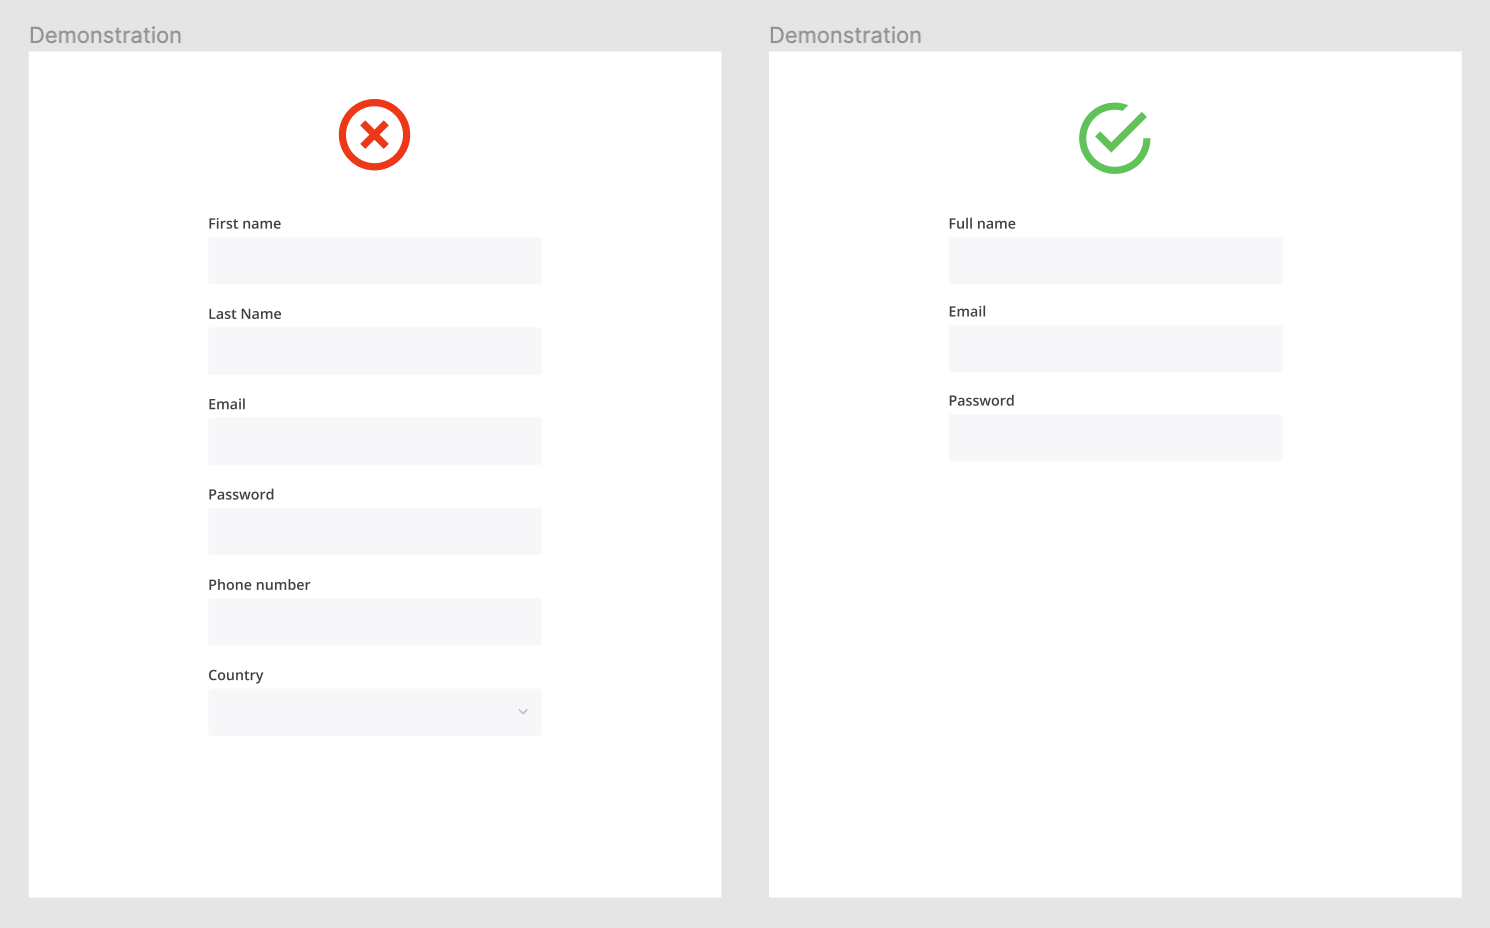 Demonstration
First name
Last Name
Email
Password
Phone number
Country
Demonstration
Full name
Email
Password